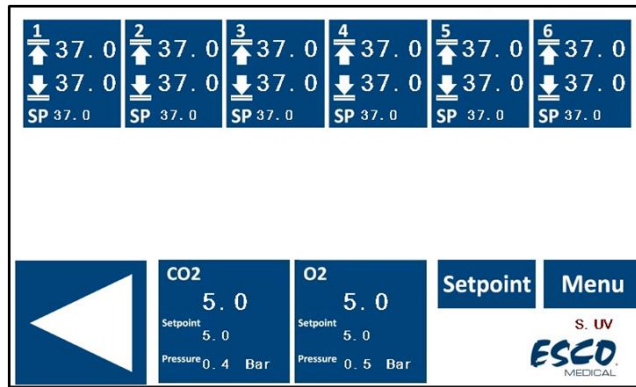 1 2 3 4 5 6
37.0 37.0 37.0 37.0 37.0 37.0
37.0 37.0 37.0 37.0 37.0 37.0
SP 37.0 SP 37.0 SP 37.0 SP 37.0 SP 37.0 SP 37.0
CO2 O2
5.0 5.0
Setpoint Menu
Setpoint Setpoint
5.0 5.0
Pressure 0.4 Bar Pressure 0.5 Bar
S. UV
ESCO
MEDICAL